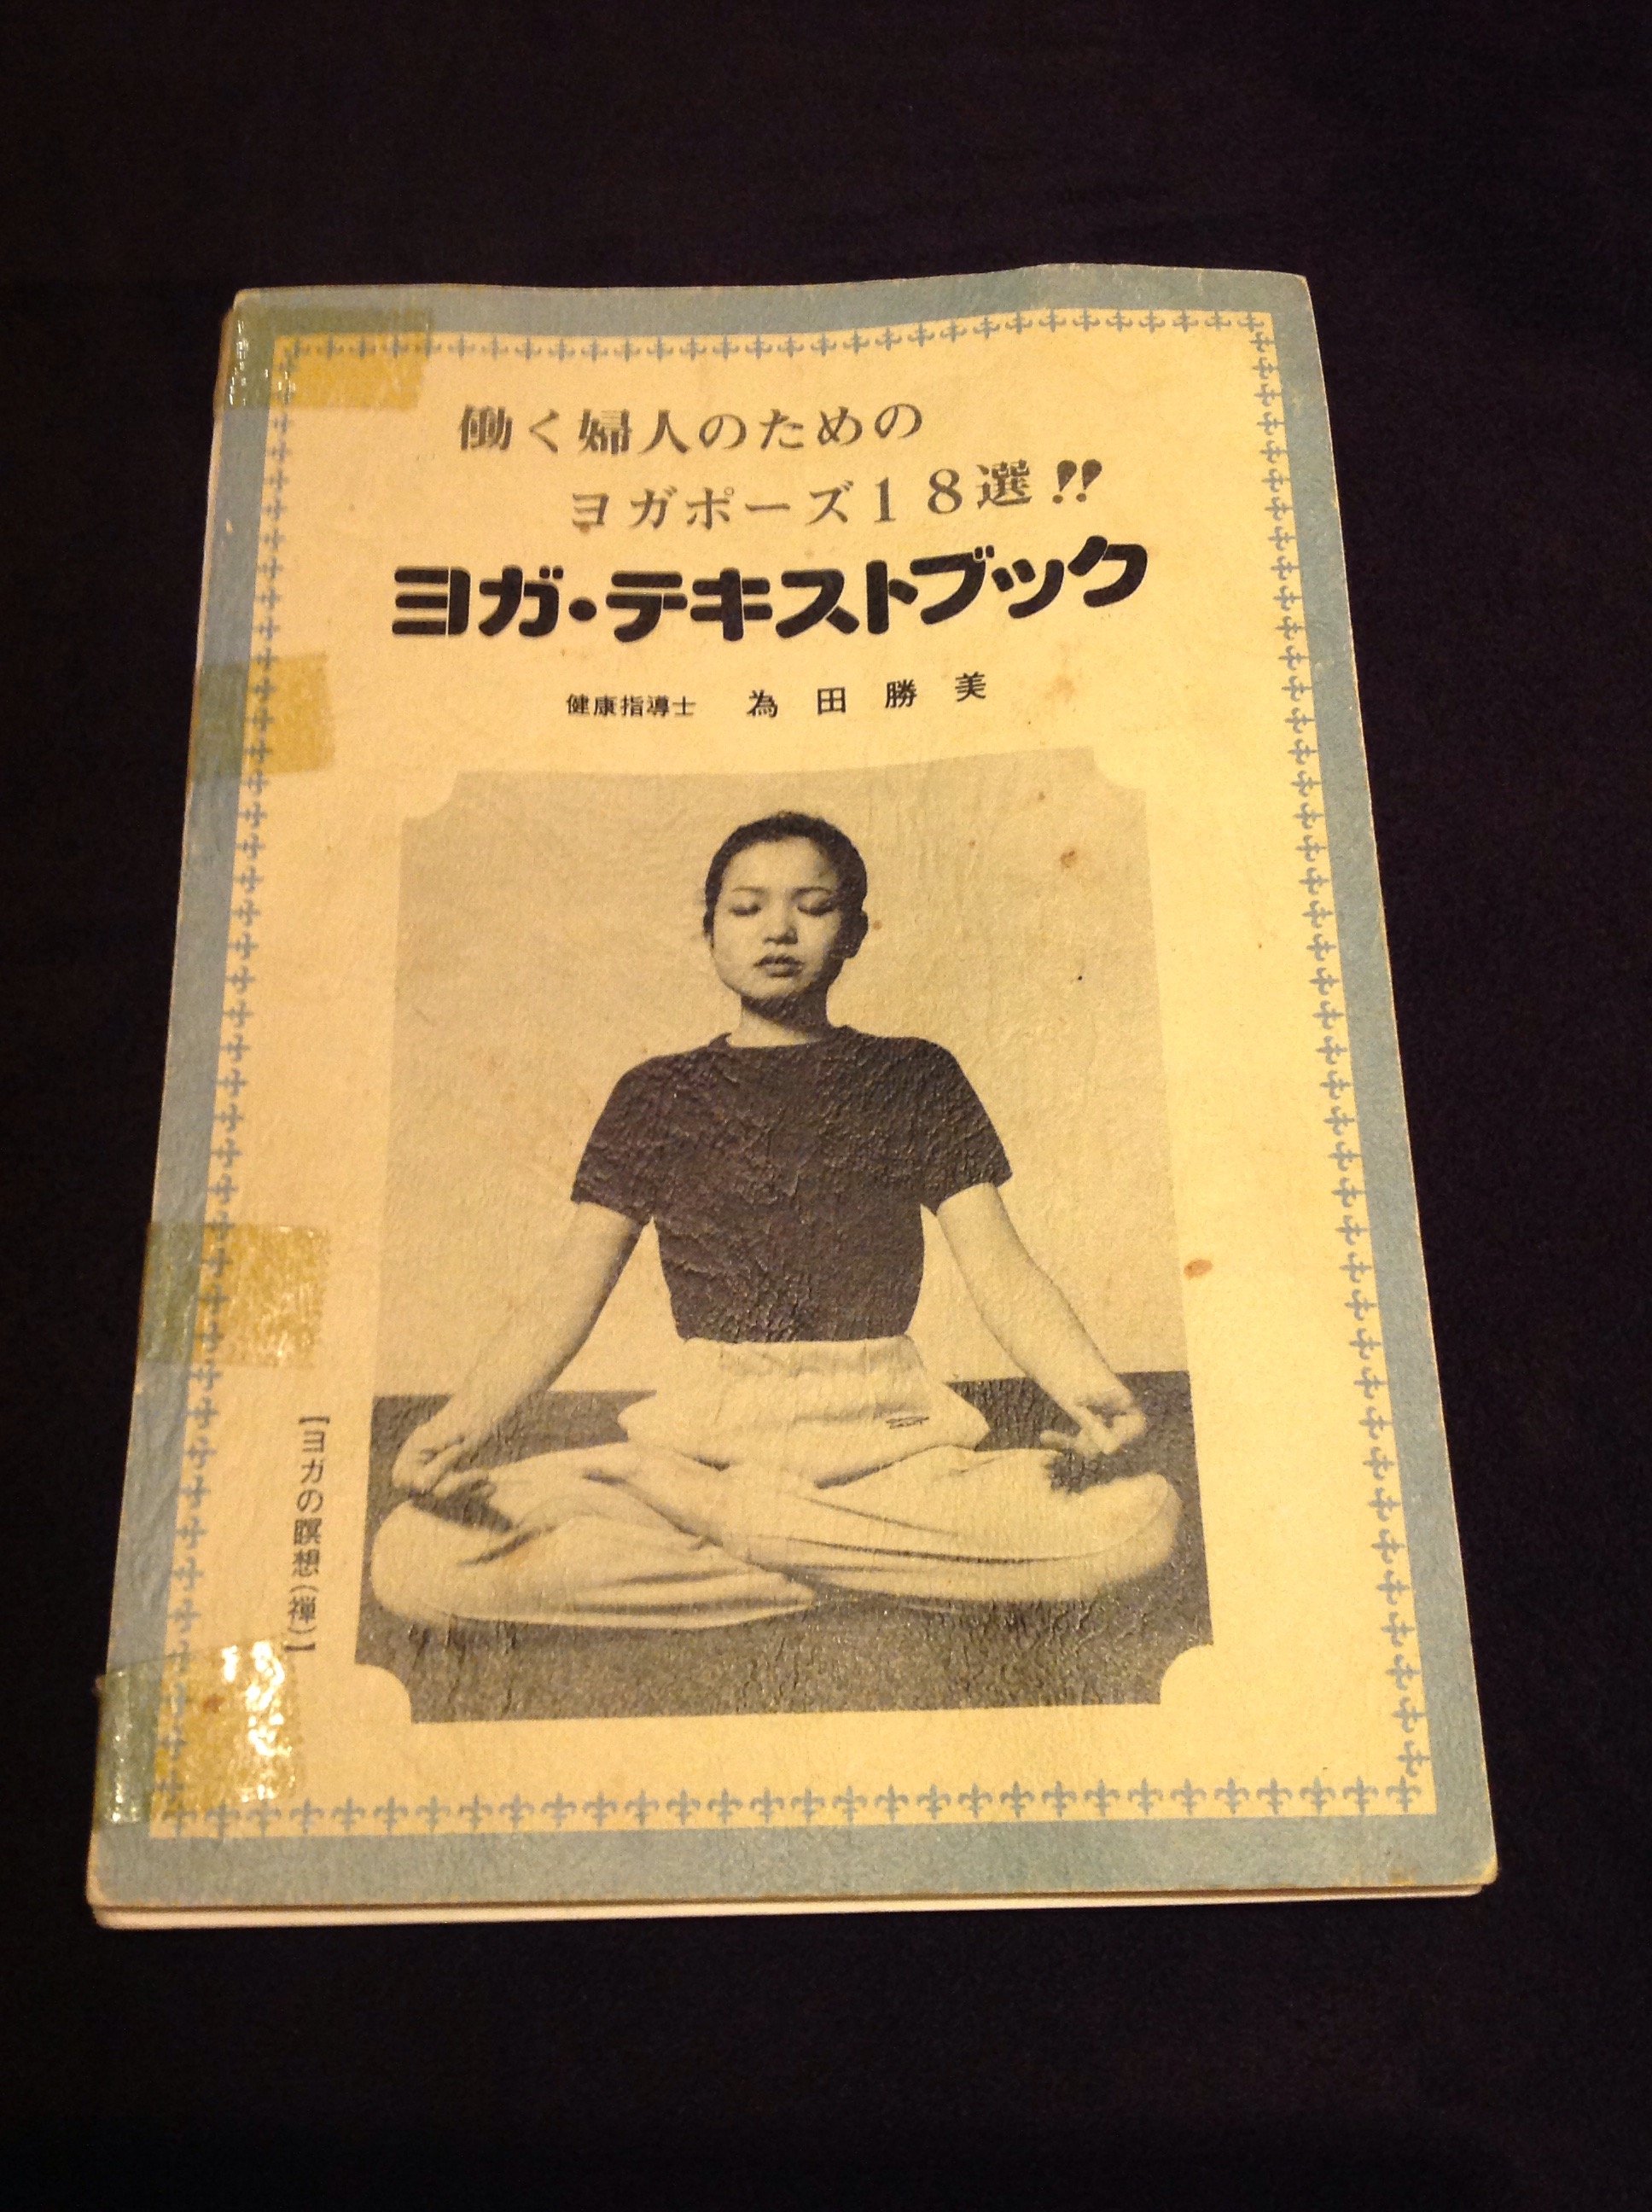 働く婦人のための
ヨガポーズ18選!!
ヨガ・テキストブック
健康指導士 為田勝美
【ヨガの瞑想(禅)】